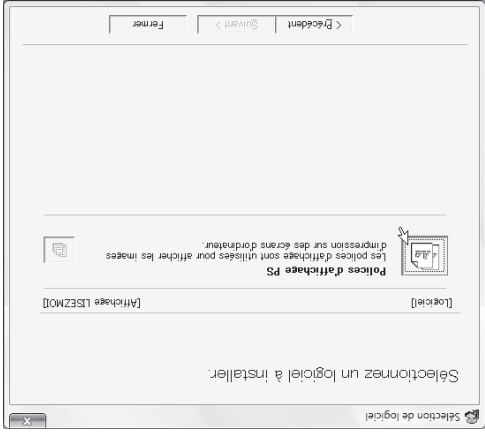 Sélection de logiciel
Sélectionnez un logiciel à installer.
[Logiciel] [Affichage LISEZMOI]
Polices d'affichage PS
Les polices d'affichage sont utilisées pour afficher les images
d'impression sur des écrans d'ordinateur.
< Précédent Suivant > Fermer